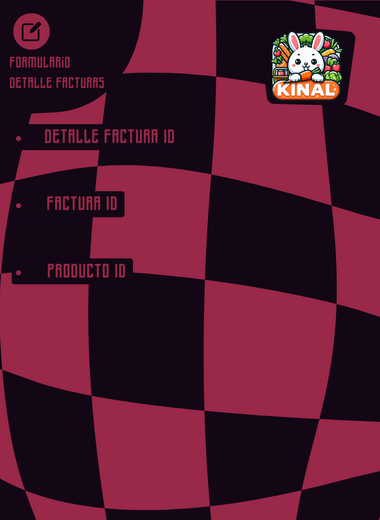 FORMULARIO
DETALLE FACTURAS
KINAL
DETALLE FACTURA ID
FACTURA ID
PRODUCTO ID